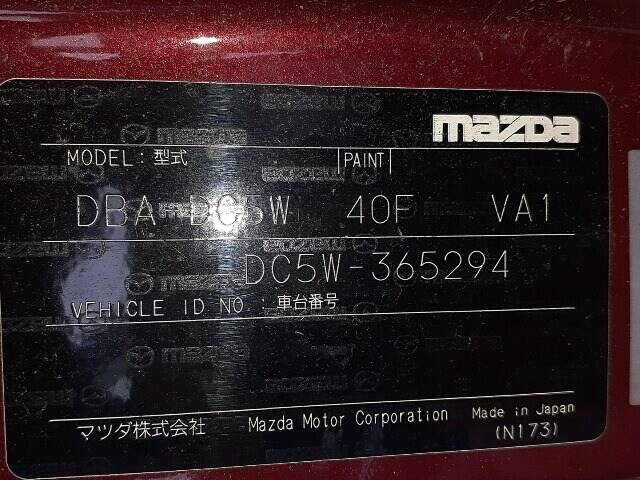 mazda
MODEL: 型式 PAINT
DBA-DC5W 40F VA1
DC5W-365294
VEHICLE ID NO : 車台番号
マツダ株式会社 Mazda Motor Corporation Made in Japan
(N173)